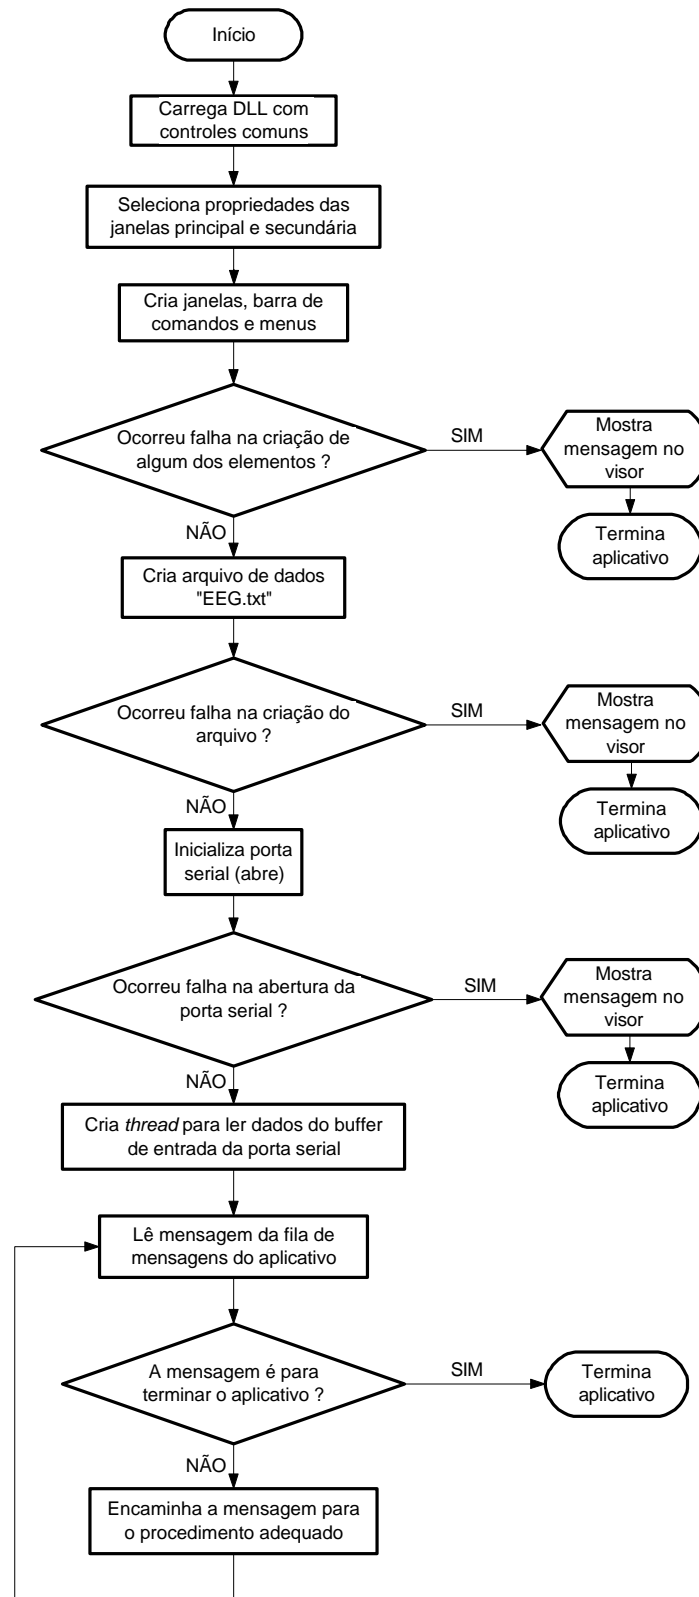 Início
Carrega DLL com
controles comuns
Seleciona propriedades das
janelas principal e secundária
Cria janelas, barra de
comandos e menus
Ocorreu falha na criação de
algum dos elementos ?
SIM
Mostra
mensagem no
visor
Termina
aplicativo
NÃO
Cria arquivo de dados
"EEG.txt"
Ocorreu falha na criação do
arquivo ?
SIM
Mostra
mensagem no
visor
Termina
aplicativo
NÃO
Inicializa porta
serial (abre)
Ocorreu falha na abertura da
porta serial ?
SIM
Mostra
mensagem no
visor
Termina
aplicativo
NÃO
Cria thread para ler dados do buffer
de entrada da porta serial
Lê mensagem da fila de
mensagens do aplicativo
A mensagem é para
terminar o aplicativo ?
SIM
Termina
aplicativo
NÃO
Encaminha a mensagem para
o procedimento adequado